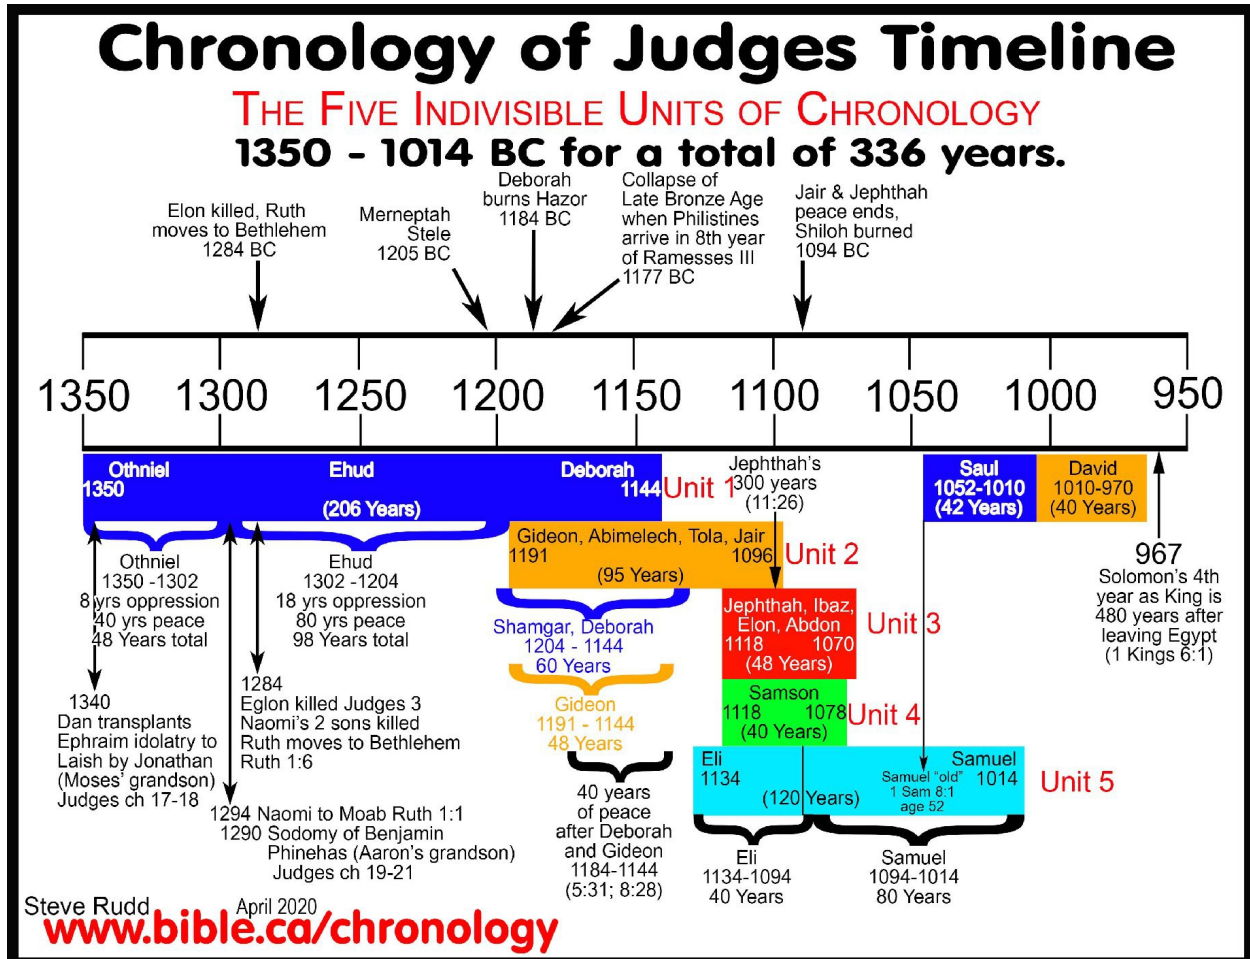 Chronology of Judges Timeline
THE FIVE INDIVISIBLE UNITS OF CHRONOLOGY
1350 - 1014 BC for a total of 336 years.
Elon killed, Ruth
moves to Bethlehem
1284 BC
Merneptah
Stele
1205 BC
Deborah
burns Hazor
1184 BC
Collapse of
Late Bronze Age
when Philistines
arrive in 8th year
of Ramesses III
1177 BC
Jair & Jephthah
peace ends,
Shiloh burned
1094 BC
1350 1300 1250 1200 1150 1100 1050 1000 950
Othniel
1350
Ehud
(206 Years)
Deborah
1144
Unit 1
Jephthah's
300 years
(11:26)
Saul
1052-1010
(42 Years)
David
1010-970
(40 Years)
Gideon, Abimelech, Tola, Jair
1191 1096
(95 Years)
Unit 2
967
Solomon's 4th
year as King is
480 years after
leaving Egypt
(1 Kings 6:1)
Othniel
1350 -1302
8 yrs oppression
40 yrs peace
48 Years total
Ehud
1302 -1204
18 yrs oppression
80 yrs peace
98 Years total
Shamgar, Deborah
1204 - 1144
60 Years
Jephthah, Ibaz,
Elon, Abdon
1118 1070
(48 Years)
Unit 3
Gideon
1191 - 1144
48 Years
Samson
1118 1078
(40 Years)
Unit 4
1340
Dan transplants
Ephraim idolatry to
Laish by Jonathan
(Moses' grandson)
Judges ch 17-18
1284
Eglon killed Judges 3
Naomi's 2 sons killed
Ruth moves to Bethlehem
Ruth 1:6
Eli
1134
(120 Years)
Samuel "old"
1 Sam 8:1
age 52
Samuel
1014
Unit 5
40 years
of peace
after Deborah
and Gideon
1184-1144
(5:31; 8:28)
1294 Naomi to Moab Ruth 1:1
1290 Sodomy of Benjamin
Phinehas (Aaron's grandson)
Judges ch 19-21
Eli
1134-1094
40 Years
Samuel
1094-1014
80 Years
Steve Rudd April 2020
www.bible.ca/chronology